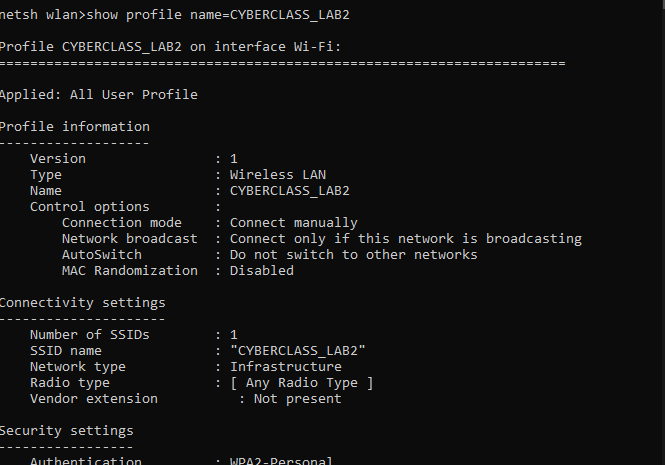 netsh wlan>show profile name=CYBERCLASS_LAB2
Profile CYBERCLASS_LAB2 on interface Wi-Fi:
=======================================================================
Applied: All User Profile
Profile information
-------------------
    Version                : 1
    Type                   : Wireless LAN
    Name                   : CYBERCLASS_LAB2
    Control options        :
        Connection mode    : Connect manually
        Network broadcast  : Connect only if this network is broadcasting
        AutoSwitch         : Do not switch to other networks
        MAC Randomization  : Disabled
Connectivity settings
---------------------
    Number of SSIDs        : 1
    SSID name              : "CYBERCLASS_LAB2"
    Network type           : Infrastructure
    Radio type             : [ Any Radio Type ]
    Vendor extension          : Not present
Security settings
-----------------
    Authentication         : WPA2-Personal